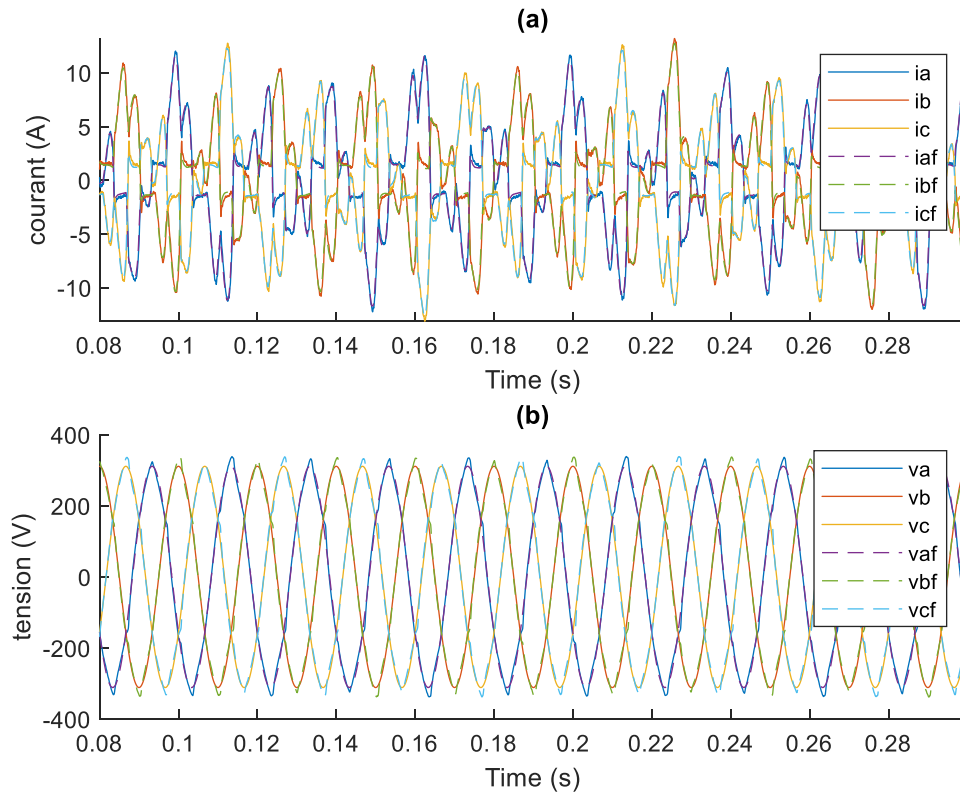 (a)
10
5
0
-5
-10
courant (A)
0.08 0.1 0.12 0.14 0.16 0.18 0.2 0.22 0.24 0.26 0.28
Time (s)
ia
ib
ic
iaf
ibf
icf
(b)
400
200
0
-200
-400
tension (V)
0.08 0.1 0.12 0.14 0.16 0.18 0.2 0.22 0.24 0.26 0.28
Time (s)
va
vb
vc
vaf
vbf
vcf